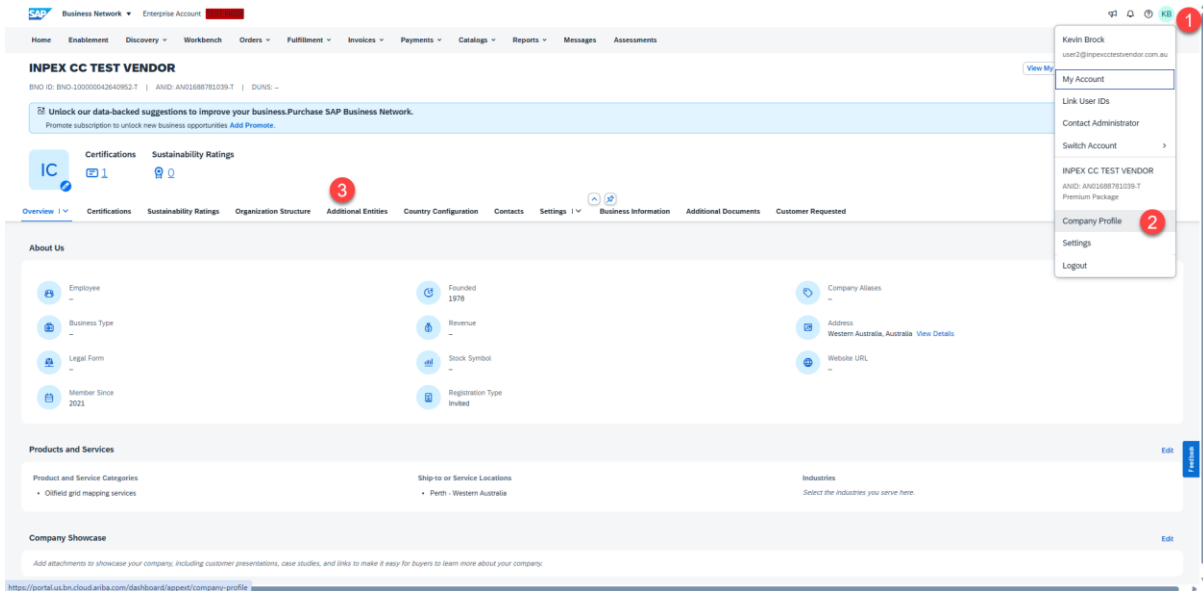 SAP Business Network Enterprise Account
KB
1
Home Enablement Discovery Workbench Orders Fulfillment Invoices Payments Catalogs Reports Messages Assessments
INPEX CC TEST VENDOR
View My
BNO ID: BNO-100000042640952-T | ANID: AN01688781039-T | DUNS: –
Unlock our data-backed suggestions to improve your business.Purchase SAP Business Network.
Promote subscription to unlock new business opportunities Add Promote.
IC
Certifications Sustainability Ratings
1 0
3
Overview Certifications Sustainability Ratings Organization Structure Additional Entities Country Configuration Contacts Settings Business Information Additional Documents Customer Requested
Kevin Brock
user2@inpexcctestvendor.com.au
My Account
Link User IDs
Contact Administrator
Switch Account
INPEX CC TEST VENDOR
ANID: AN01688781039-T
Premium Package
Company Profile 2
Settings
Logout
About Us
Employee
–
Founded
1978
Company Aliases
–
Business Type
–
Revenue
–
Address
Western Australia, Australia View Details
Legal Form
–
Stock Symbol
–
Website URL
–
Member Since
2021
Registration Type
Invited
Products and Services Edit
Feedback
Product and Service Categories
• Oilfield grid mapping services
Ship-to or Service Locations
• Perth - Western Australia
Industries
Select the industries you serve here.
Company Showcase Edit
Add attachments to showcase your company, including customer presentations, case studies, and links to make it easy for buyers to learn more about your company.
https://portal.us.bn.cloud.ariba.com/dashboard/appext/company-profile